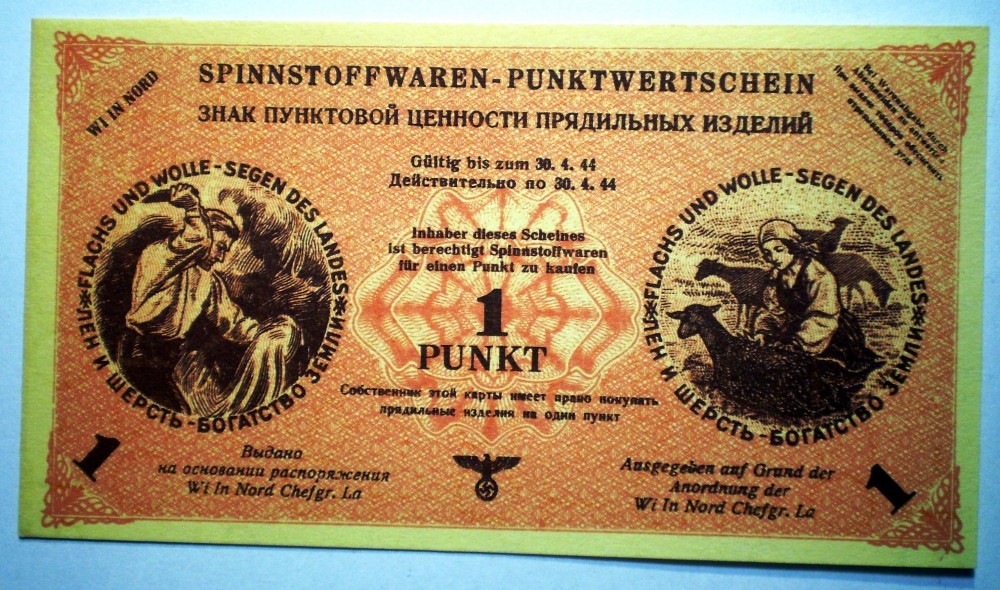 WI IN NORD
SPINNSTOFFWAREN-PUNKTWERTSCHEIN
ЗНАК ПУНКТОВОЙ ЦЕННОСТИ ПРЯДИЛЬНЫХ ИЗДЕЛИЙ
Gültig bis zum 30. 4. 44
Действительно по 30. 4. 44
FLACHS UND WOLLE-SEGEN DES LANDES
ЛЕН И ШЕРСТЬ-БОГАТСТВО ЗЕМЛИ
Inhaber dieses Scheines
ist berechtigt Spinnstoffwaren
für einen Punkt zu kaufen
1
PUNKT
FLACHS UND WOLLE-SEGEN DES LANDES
ЛЕН И ШЕРСТЬ-БОГАТСТВО ЗЕМЛИ
Собственник этой карты имеет право покупать
прядильные изделия на один пункт
1
Выдано
на основании распоряжения
Wi In Nord Chefgr. La
Ausgegeben auf Grund der
Anordnung der
Wi In Nord Chefgr. La
1